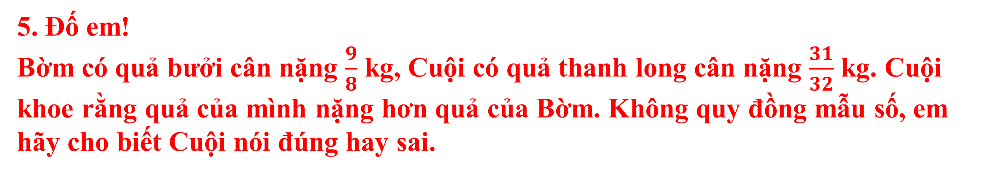 5. Đố em!
Bờm có quả bưởi cân nặng 9/8 kg, Cuội có quả thanh long cân nặng 31/32 kg. Cuội
khoe rằng quả của mình nặng hơn quả của Bờm. Không quy đồng mẫu số, em
hãy cho biết Cuội nói đúng hay sai.